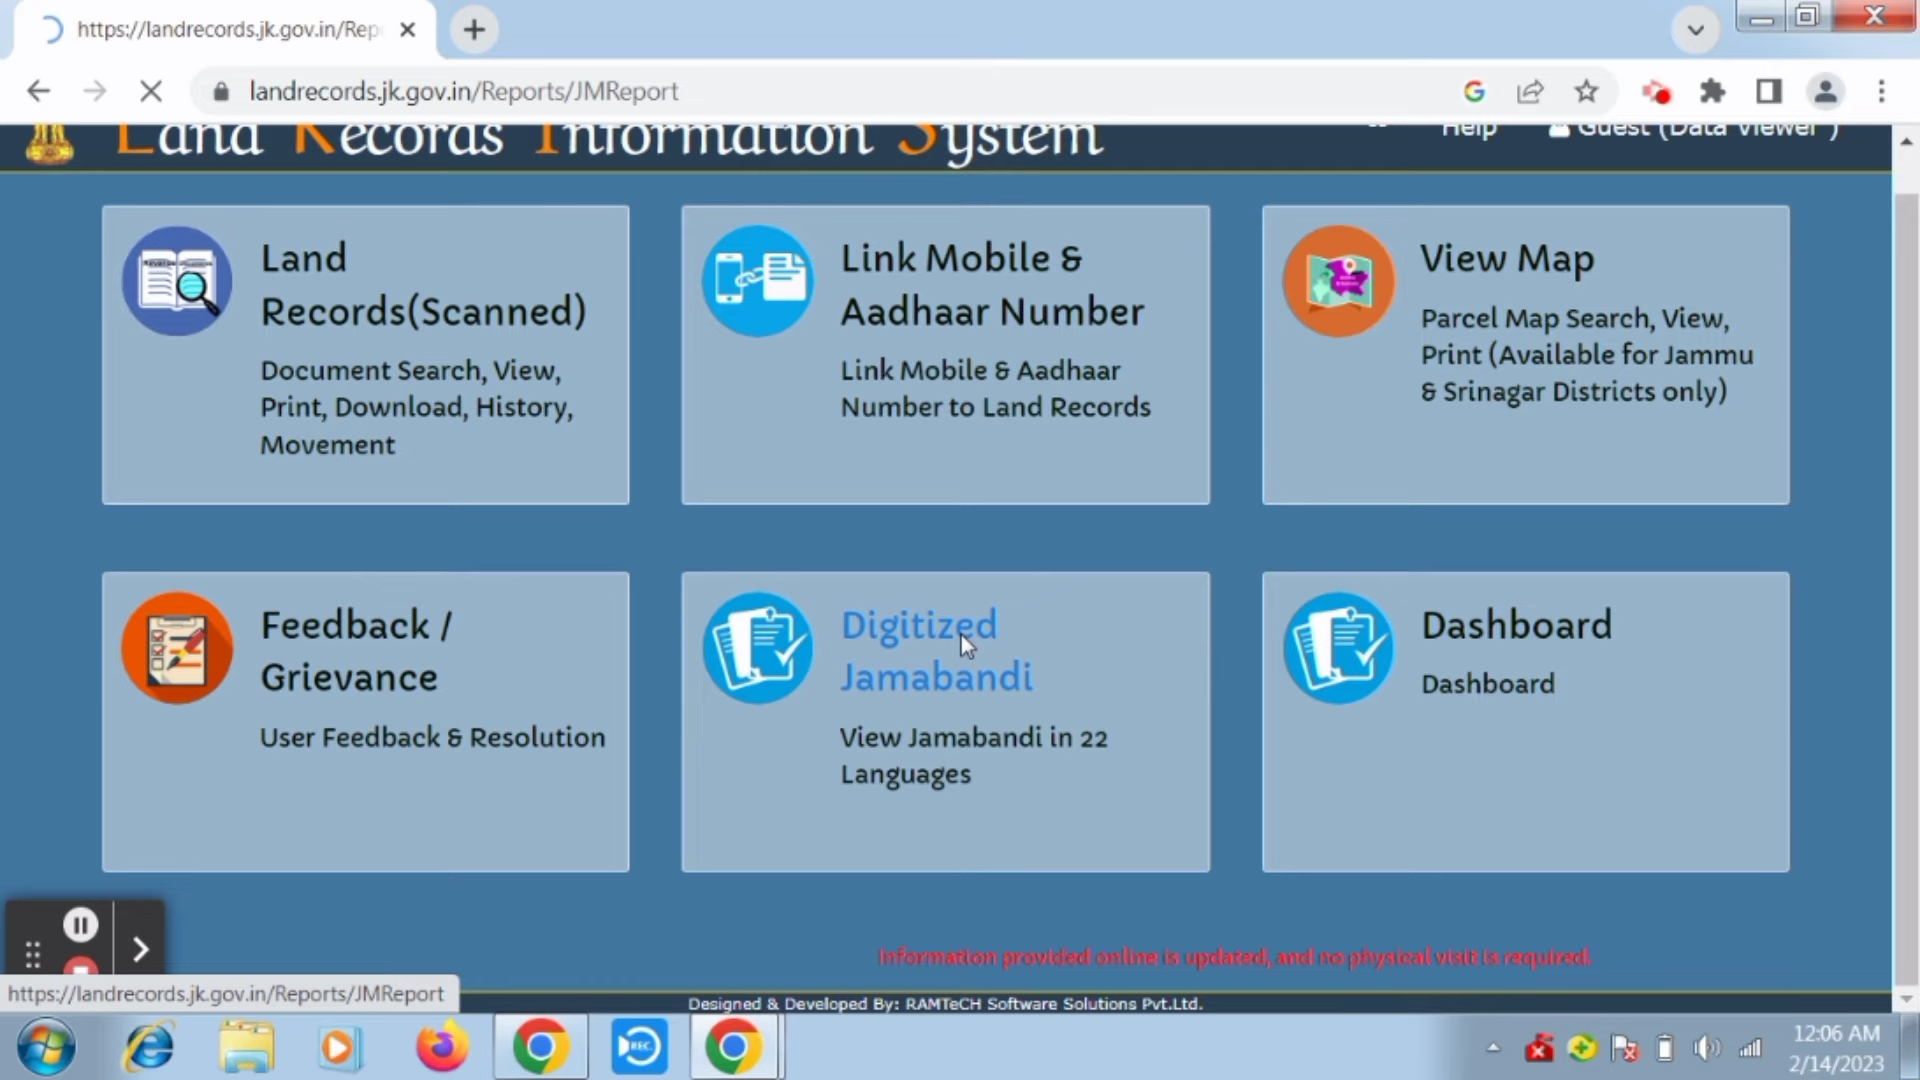 https://landrecords.jk.gov.in/Rep
landrecords.jk.gov.in/Reports/JMReport
Land Records Information System
Help
Guest (Data Viewer )
Land
Records(Scanned)
Document Search, View,
Print, Download, History,
Movement
Link Mobile &
Aadhaar Number
Link Mobile & Aadhaar
Number to Land Records
View Map
Parcel Map Search, View,
Print (Available for Jammu
& Srinagar Districts only)
Feedback /
Grievance
User Feedback & Resolution
Digitized
Jamabandi
View Jamabandi in 22
Languages
Dashboard
Dashboard
Information provided online is updated, and no physical visit is required.
https://landrecords.jk.gov.in/Reports/JMReport
Designed & Developed By: RAMTeCH Software Solutions Pvt.Ltd.
REC
12:06 AM
2/14/2023